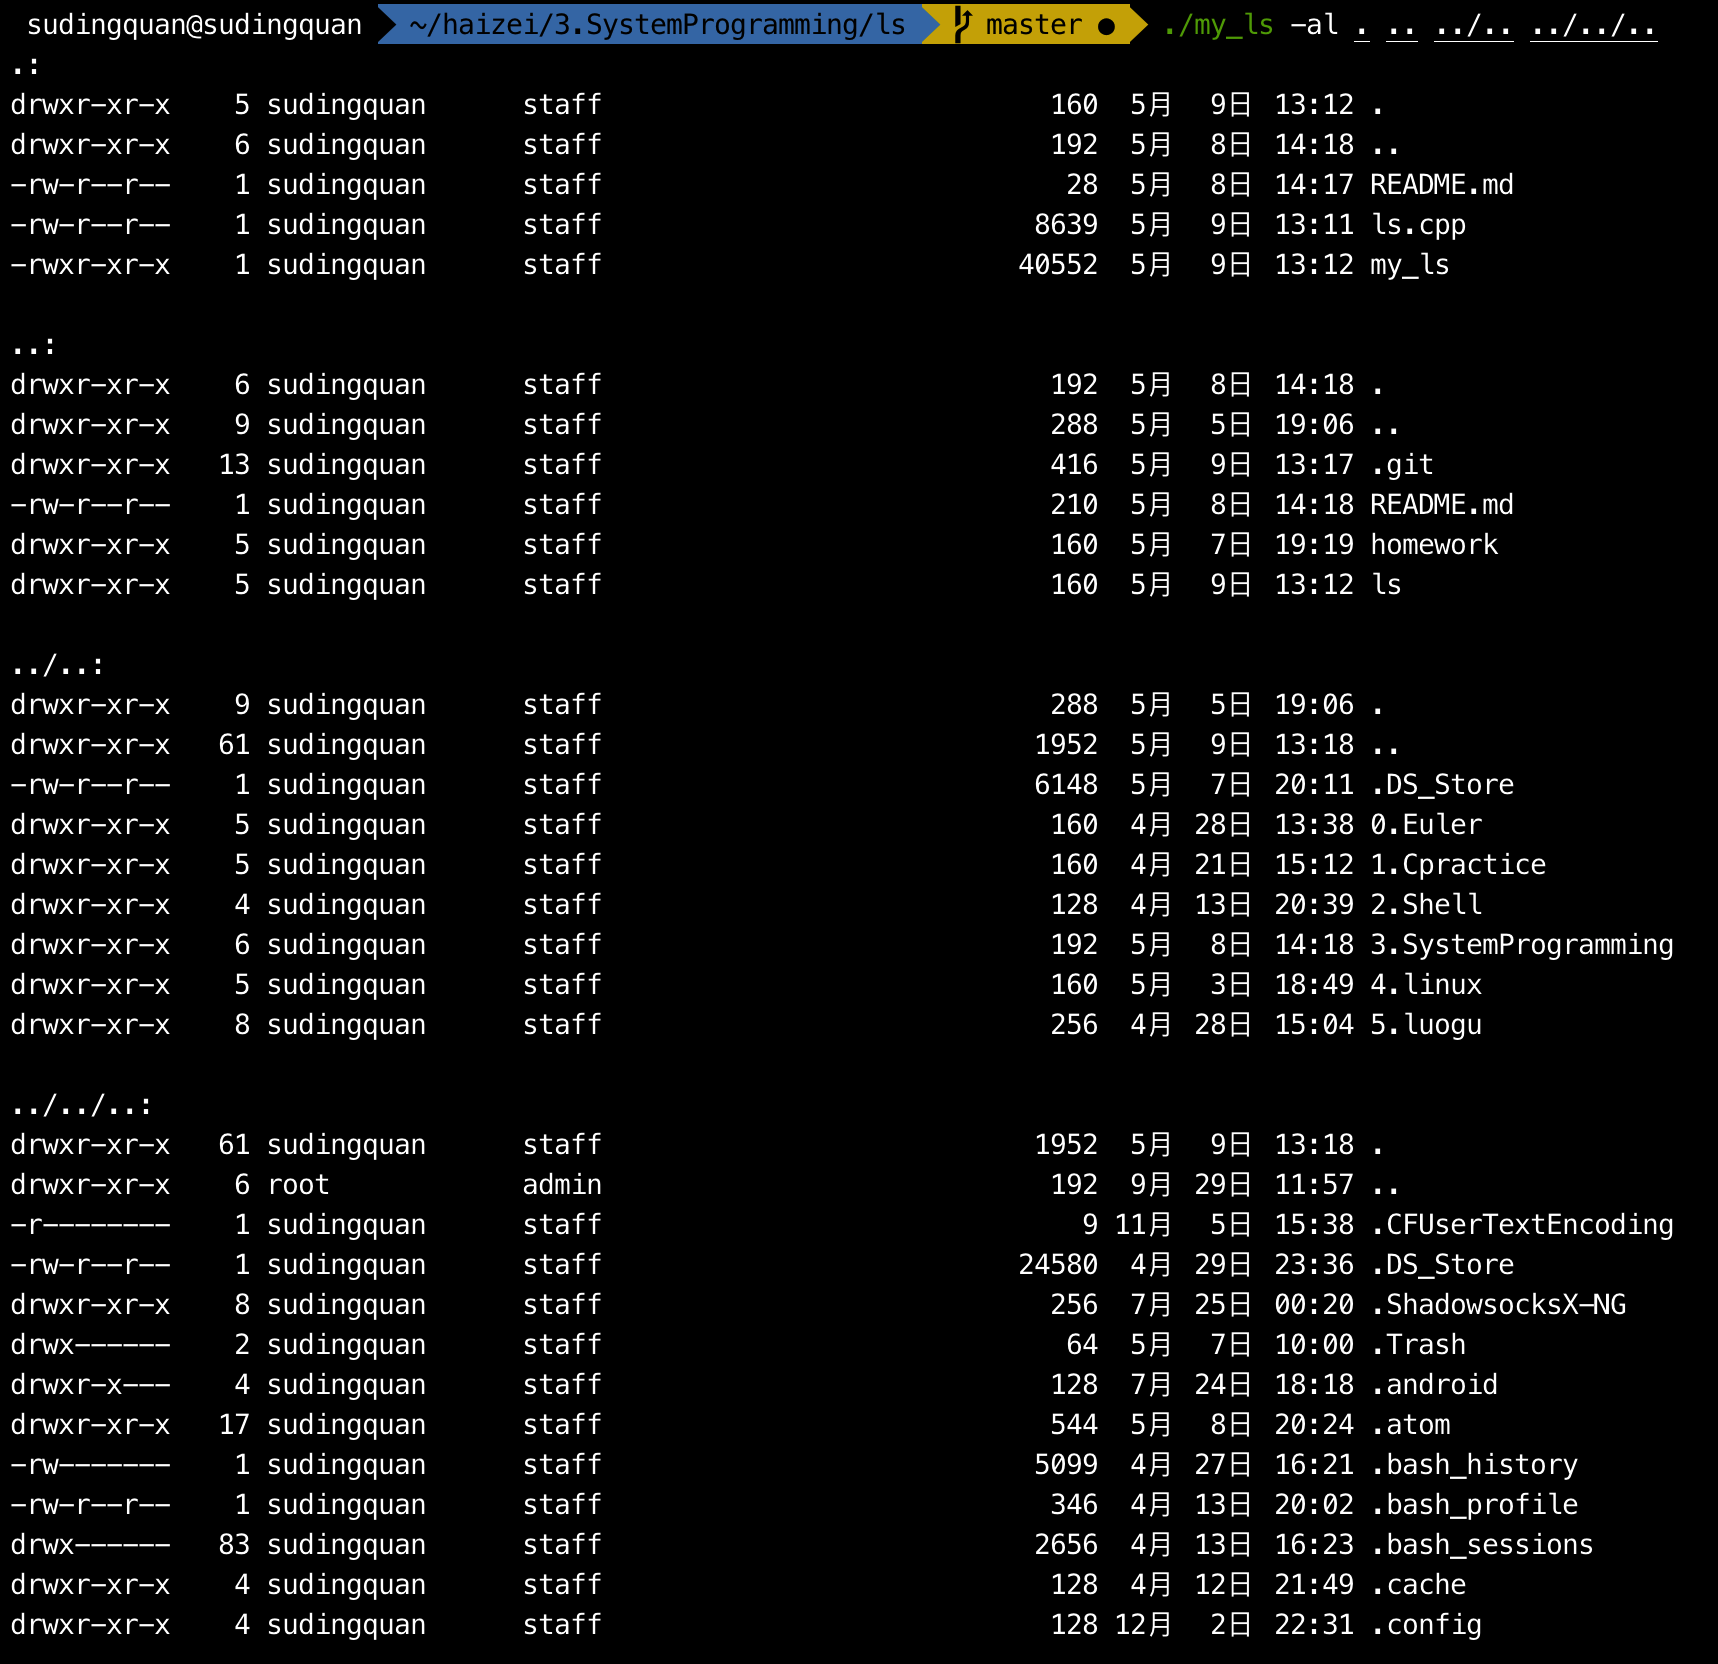 sudingquan@sudingquan ~/haizei/3.SystemProgramming/ls master ● ./my_ls -al . .. ../.. ../../..
.:
drwxr-xr-x 5 sudingquan staff 160 5月 9日 13:12 .
drwxr-xr-x 6 sudingquan staff 192 5月 8日 14:18 ..
-rw-r--r-- 1 sudingquan staff 28 5月 8日 14:17 README.md
-rw-r--r-- 1 sudingquan staff 8639 5月 9日 13:11 ls.cpp
-rwxr-xr-x 1 sudingquan staff 40552 5月 9日 13:12 my_ls
..:
drwxr-xr-x 6 sudingquan staff 192 5月 8日 14:18 .
drwxr-xr-x 9 sudingquan staff 288 5月 5日 19:06 ..
drwxr-xr-x 13 sudingquan staff 416 5月 9日 13:17 .git
-rw-r--r-- 1 sudingquan staff 210 5月 8日 14:18 README.md
drwxr-xr-x 5 sudingquan staff 160 5月 7日 19:19 homework
drwxr-xr-x 5 sudingquan staff 160 5月 9日 13:12 ls
../..:
drwxr-xr-x 9 sudingquan staff 288 5月 5日 19:06 .
drwxr-xr-x 61 sudingquan staff 1952 5月 9日 13:18 ..
-rw-r--r-- 1 sudingquan staff 6148 5月 7日 20:11 .DS_Store
drwxr-xr-x 5 sudingquan staff 160 4月 28日 13:38 0.Euler
drwxr-xr-x 5 sudingquan staff 160 4月 21日 15:12 1.Cpractice
drwxr-xr-x 4 sudingquan staff 128 4月 13日 20:39 2.Shell
drwxr-xr-x 6 sudingquan staff 192 5月 8日 14:18 3.SystemProgramming
drwxr-xr-x 5 sudingquan staff 160 5月 3日 18:49 4.linux
drwxr-xr-x 8 sudingquan staff 256 4月 28日 15:04 5.luogu
../../..:
drwxr-xr-x 61 sudingquan staff 1952 5月 9日 13:18 .
drwxr-xr-x 6 root admin 192 9月 29日 11:57 ..
-r-------- 1 sudingquan staff 9 11月 5日 15:38 .CFUserTextEncoding
-rw-r--r-- 1 sudingquan staff 24580 4月 29日 23:36 .DS_Store
drwxr-xr-x 8 sudingquan staff 256 7月 25日 00:20 .ShadowsocksX-NG
drwx------ 2 sudingquan staff 64 5月 7日 10:00 .Trash
drwxr-x--- 4 sudingquan staff 128 7月 24日 18:18 .android
drwxr-xr-x 17 sudingquan staff 544 5月 8日 20:24 .atom
-rw------- 1 sudingquan staff 5099 4月 27日 16:21 .bash_history
-rw-r--r-- 1 sudingquan staff 346 4月 13日 20:02 .bash_profile
drwx------ 83 sudingquan staff 2656 4月 13日 16:23 .bash_sessions
drwxr-xr-x 4 sudingquan staff 128 4月 12日 21:49 .cache
drwxr-xr-x 4 sudingquan staff 128 12月 2日 22:31 .config